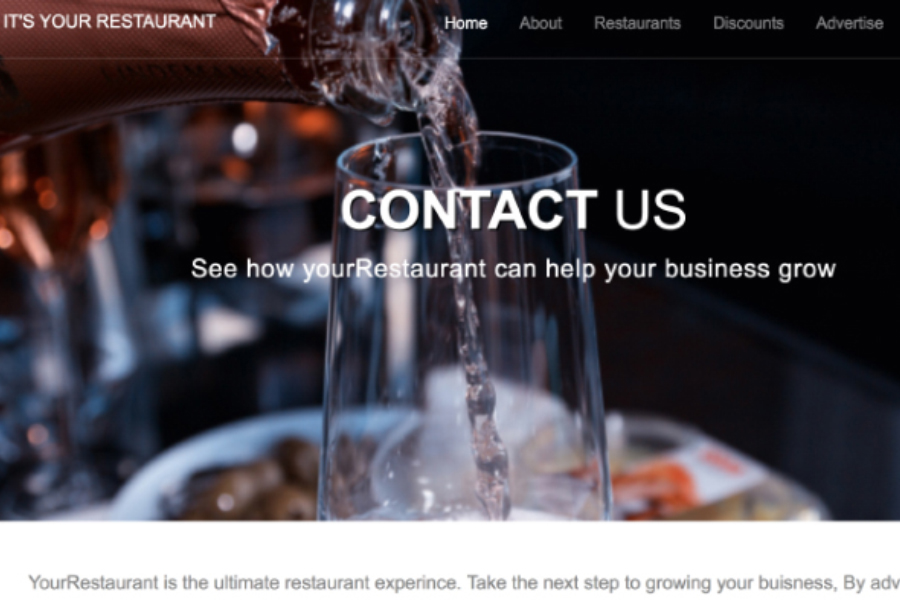 IT'S YOUR RESTAURANT Home About Restaurants Discounts Advertise
CONTACT US
See how yourRestaurant can help your business grow
YourRestaurant is the ultimate restaurant experince. Take the next step to growing your buisness, By adv